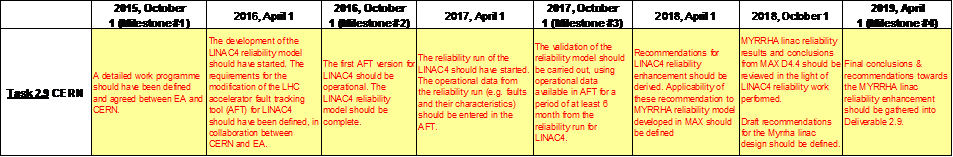 2015, October
1 (Milestone #1)
2016, April 1
2016, October
1 (Milestone #2)
2017, April 1
2017, October
1 (Milestone #3)
2018, April 1
2018, October 1
2019, April
1 (Milestone #4)
Task 2.9 CERN
A detailed work programme
should have been defined
and agreed between EA and
CERN.
The development of the
LINAC4 reliability model
should have started. The
requirements for the
modification of the LHC
accelerator fault tracking
tool (AFT) for LINAC4
should have been defined, in
collaboration between
CERN and EA.
The first AFT version for
LINAC4 should be
operational. The
LINAC4 reliability
model should be
complete.
The reliability run of the
LINAC4 should have started.
The operational data from
the reliability run (e.g. faults
and their characteristics)
should be entered in the
AFT.
The validation of the
reliability model should
be carried out, using
operational data
available in AFT for a
period of at least 6
month from the
reliability run for
LINAC4.
Recommendations for
LINAC4 reliability
enhancement should be
derived. Applicability of
these recommendation to
MYRRHA reliability model
developed in MAX should
be defined
MYRRHA linac reliability
results and conclusions
from MAX D4.4 should be
reviewed in the light of
LINAC4 reliability work
performed.
Draft recommendations
for the Myrrha linac
design should be defined.
Final conclusions &
recommendations towards
the MYRRHA linac
reliability enhancement
should be gathered into
Deliverable 2.9.